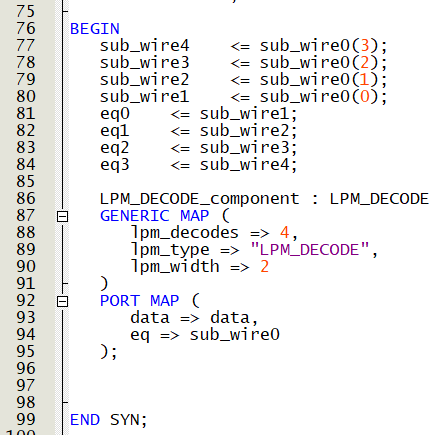 75
76 BEGIN
77 sub_wire4 <= sub_wire0(3);
78 sub_wire3 <= sub_wire0(2);
79 sub_wire2 <= sub_wire0(1);
80 sub_wire1 <= sub_wire0(0);
81 eq0 <= sub_wire1;
82 eq1 <= sub_wire2;
83 eq2 <= sub_wire3;
84 eq3 <= sub_wire4;
85
86 LPM_DECODE_component : LPM_DECODE
87 GENERIC MAP (
88 lpm_decodes => 4,
89 lpm_type => "LPM_DECODE",
90 lpm_width => 2
91 )
92 PORT MAP (
93 data => data,
94 eq => sub_wire0
95 );
96
97
98
99 END SYN;
100